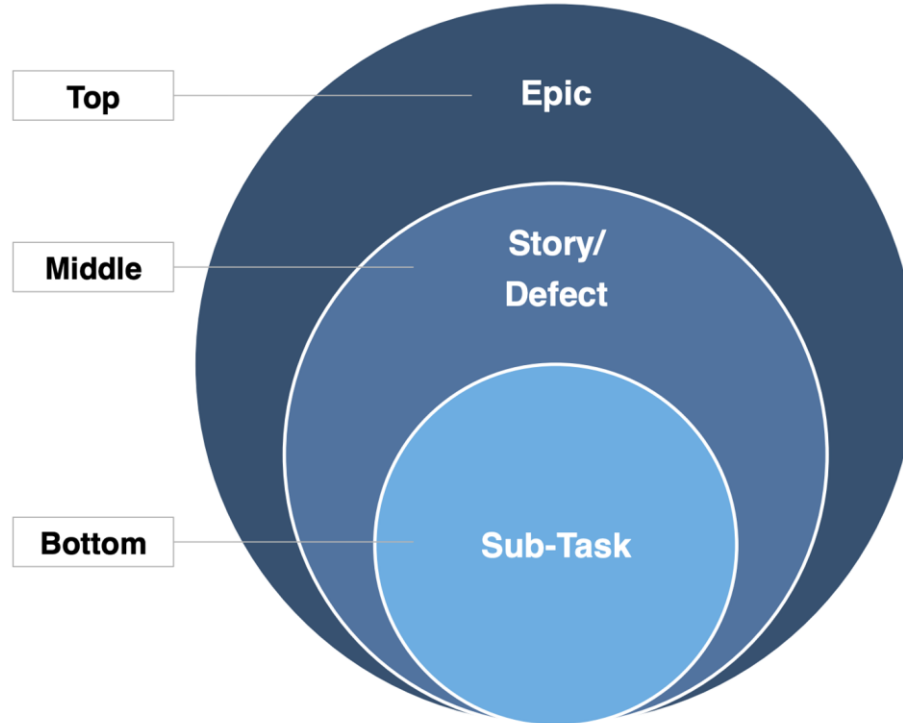 Top
Epic
Middle
Story/
Defect
Bottom
Sub-Task